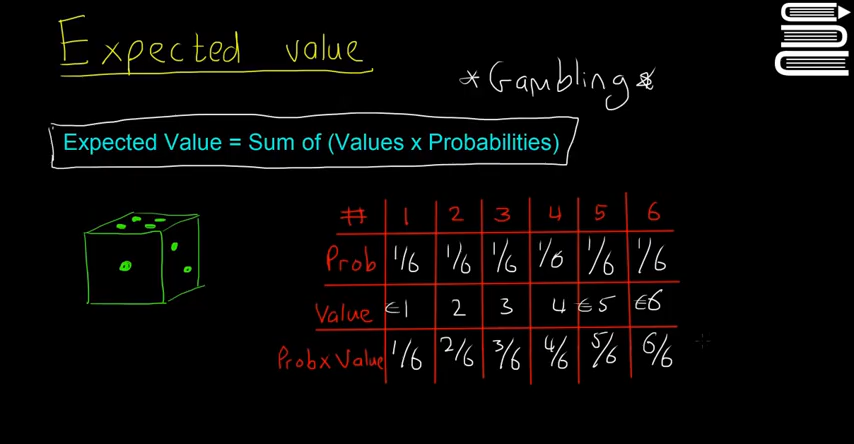 Expected value
*Gambling*
Expected Value = Sum of (Values x Probabilities)
# 1 2 3 4 5 6
Prob 1/6 1/6 1/6 1/6 1/6 1/6
Value €1 2 3 4 €5 €6
Prob x Value 1/6 2/6 3/6 4/6 5/6 6/6